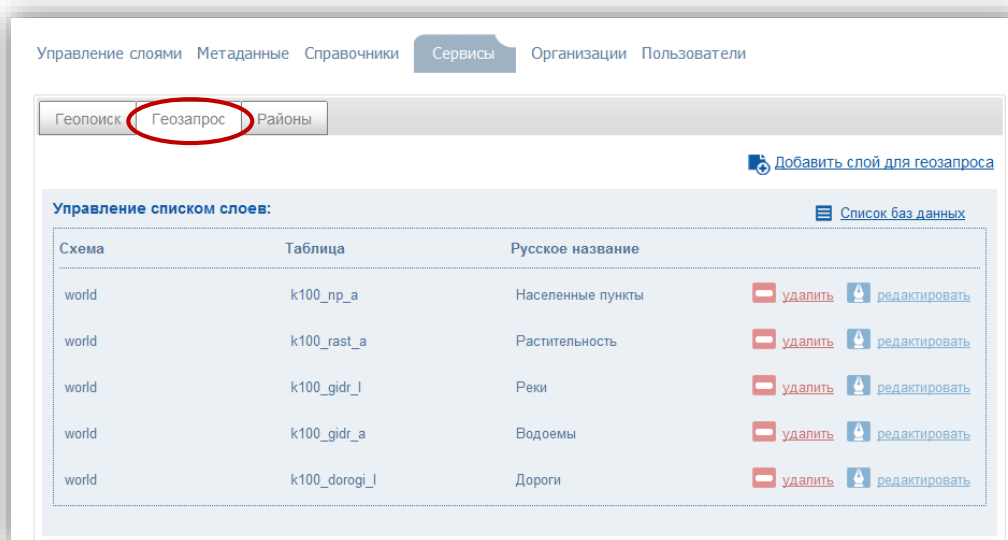 Управление слоями Метаданные Справочники Сервисы Организации Пользователи
Геопоиск Геозапрос Районы
Добавить слой для геозапроса
Управление списком слоев: Список баз данных
Схема Таблица Русское название
world k100_np_a Населенные пункты удалить редактировать
world k100_rast_a Растительность удалить редактировать
world k100_gidr_l Реки удалить редактировать
world k100_gidr_a Водоемы удалить редактировать
world k100_dorogi_l Дороги удалить редактировать